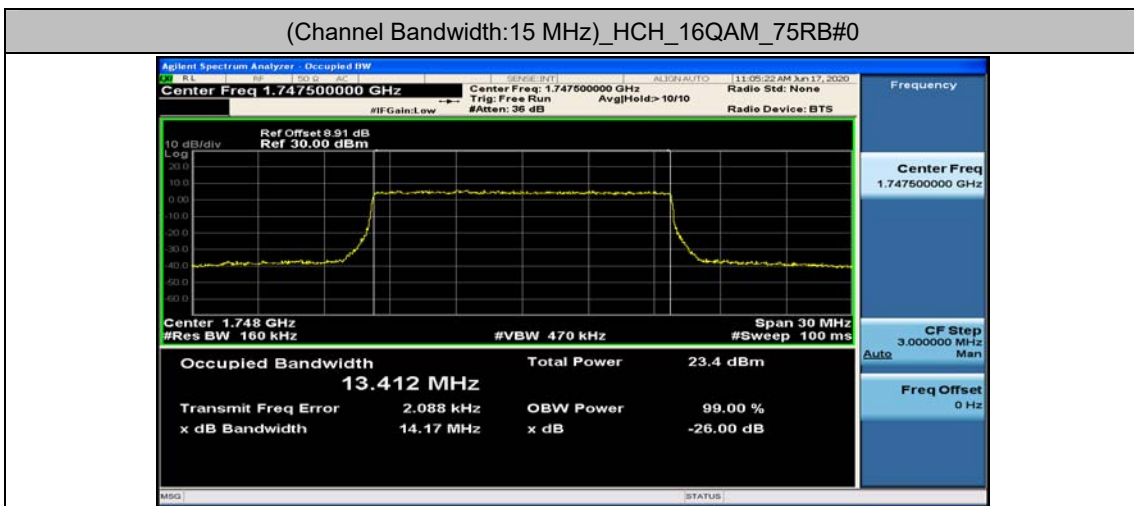 (Channel Bandwidth:15 MHz)_HCH_16QAM_75RB#0
Agilent Spectrum Analyzer - Occupied BW
RL RF 50 Ω AC SENSE:INT ALIGN AUTO 11:05:22 AM Jun 17, 2020
Center Freq 1.747500000 GHz
Center Freq: 1.747500000 GHz
Radio Std: None
Trig: Free Run Avg|Hold:> 10/10
#IFGain:Low #Atten: 36 dB Radio Device: BTS
Ref Offset 8.91 dB
10 dB/div Ref 30.00 dBm
Log
20.0
10.0
0.00
-10.0
-20.0
-30.0
-40.0
-50.0
-60.0
Center 1.748 GHz Span 30 MHz
#Res BW 160 kHz #VBW 470 kHz #Sweep 100 ms
Occupied Bandwidth Total Power 23.4 dBm
13.412 MHz
Transmit Freq Error 2.088 kHz OBW Power 99.00 %
x dB Bandwidth 14.17 MHz x dB -26.00 dB
MSG STATUS
Frequency
Center Freq
1.747500000 GHz
CF Step
3.000000 MHz
Auto Man
Freq Offset
0 Hz